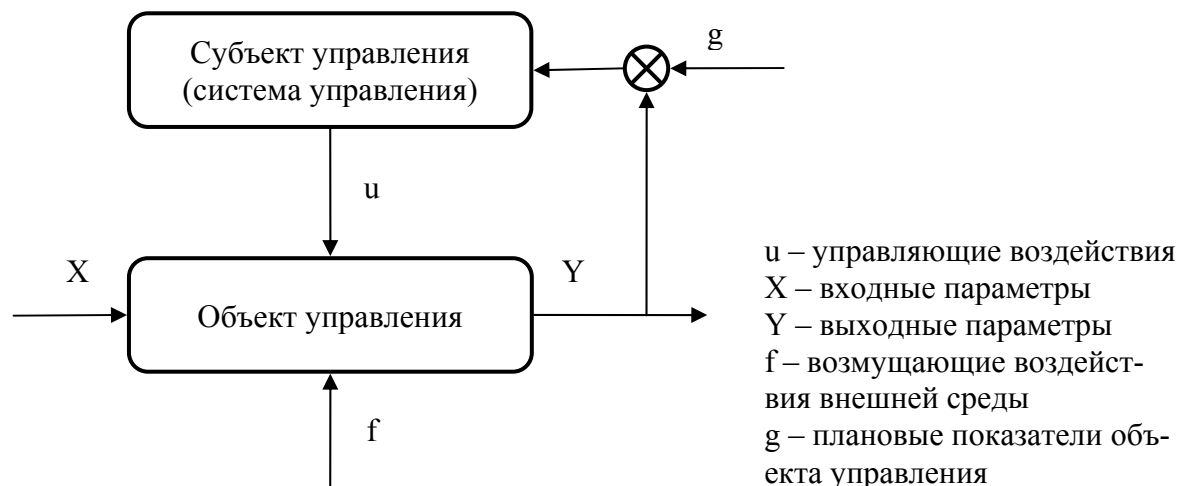 Субъект управления
(система управления)
g
u
X
Объект управления
Y
f
u – управляющие воздействия
X – входные параметры
Y – выходные параметры
f – возмущающие воздейст-
вия внешней среды
g – плановые показатели объ-
екта управления